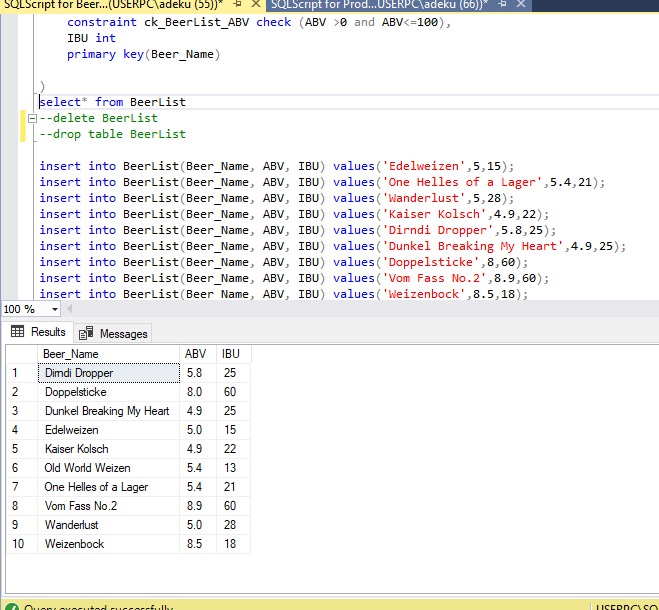 SQLScript for Beer...(USERPC\adeku (55))* SQLScript for Prod...USERPC\adeku (66))*
constraint ck_BeerList_ABV check (ABV >0 and ABV<=100),
IBU int
primary key(Beer_Name)
)
select* from BeerList
--delete BeerList
--drop table BeerList
insert into BeerList(Beer_Name, ABV, IBU) values('Edelweizen',5,15);
insert into BeerList(Beer_Name, ABV, IBU) values('One Helles of a Lager',5.4,21);
insert into BeerList(Beer_Name, ABV, IBU) values('Wanderlust',5,28);
insert into BeerList(Beer_Name, ABV, IBU) values('Kaiser Kolsch',4.9,22);
insert into BeerList(Beer_Name, ABV, IBU) values('Dirndi Dropper',5.8,25);
insert into BeerList(Beer_Name, ABV, IBU) values('Dunkel Breaking My Heart',4.9,25);
insert into BeerList(Beer_Name, ABV, IBU) values('Doppelsticke',8,60);
insert into BeerList(Beer_Name, ABV, IBU) values('Vom Fass No.2',8.9,60);
insert into BeerList(Beer_Name, ABV, IBU) values('Weizenbock',8.5,18);
100 %
Results Messages
Beer_Name ABV IBU
1 Dirndi Dropper 5.8 25
2 Doppelsticke 8.0 60
3 Dunkel Breaking My Heart 4.9 25
4 Edelweizen 5.0 15
5 Kaiser Kolsch 4.9 22
6 Old World Weizen 5.4 13
7 One Helles of a Lager 5.4 21
8 Vom Fass No.2 8.9 60
9 Wanderlust 5.0 28
10 Weizenbock 8.5 18
Query executed successfully USERPC\SQ